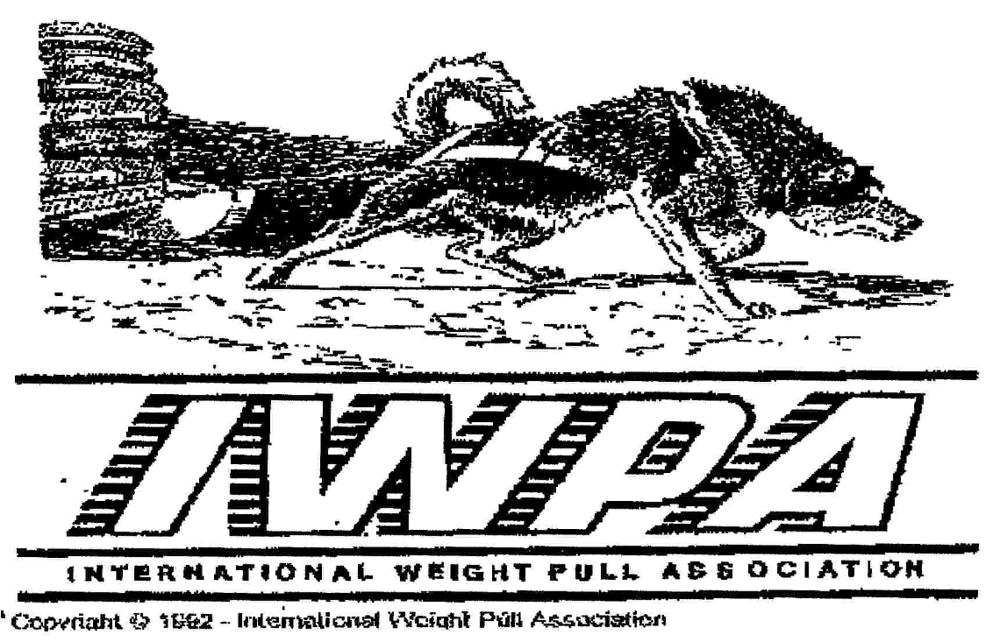 IWPA
INTERNATIONAL WEIGHT PULL ASSOCIATION
Copyright © 1992 - International Weight Pull Association